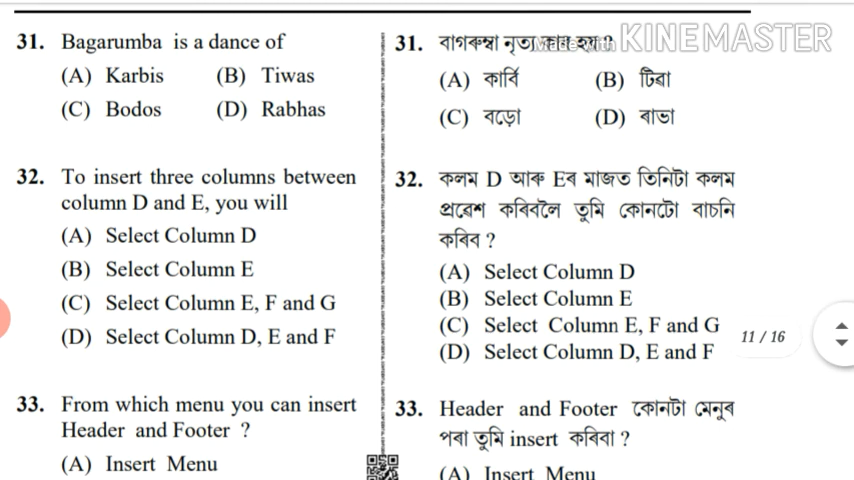 31. Bagarumba is a dance of
(A) Karbis (B) Tiwas
(C) Bodos (D) Rabhas
32. To insert three columns between
column D and E, you will
(A) Select Column D
(B) Select Column E
(C) Select Column E, F and G
(D) Select Column D, E and F
33. From which menu you can insert
Header and Footer ?
(A) Insert Menu
Made with KINEMASTER
31. বাগৰুম্বা নৃত্য কাৰ হয় ?
(A) কাৰ্বি (B) টিৱা
(C) বড়ো (D) ৰাভা
32. কলম D আৰু Eৰ মাজত তিনিটা কলম
প্ৰৱেশ কৰিবলৈ তুমি কোনটো বাচনি
কৰিব ?
(A) Select Column D
(B) Select Column E
(C) Select Column E, F and G
(D) Select Column D, E and F
33. Header and Footer কোনটা মেনুৰ
পৰা তুমি insert কৰিবা ?
(A) Insert Menu
11 / 16